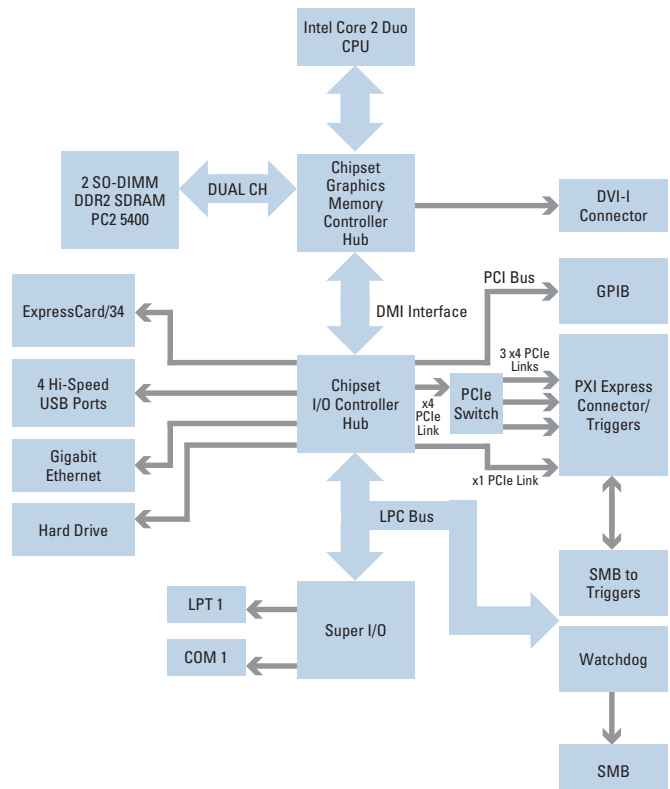 Intel Core 2 Duo
CPU
2 SO-DIMM
DDR2 SDRAM
PC2 5400
DUAL CH
Chipset
Graphics
Memory
Controller
Hub
DVI-I
Connector
PCI Bus
GPIB
DMI Interface
ExpressCard/34
4 Hi-Speed
USB Ports
Gigabit
Ethernet
Hard Drive
Chipset
I/O Controller
Hub
x4
PCIe
Link
PCIe
Switch
3 x4 PCIe
Links
x1 PCIe Link
PXI Express
Connector/
Triggers
LPC Bus
LPT 1
COM 1
Super I/O
SMB to
Triggers
Watchdog
SMB